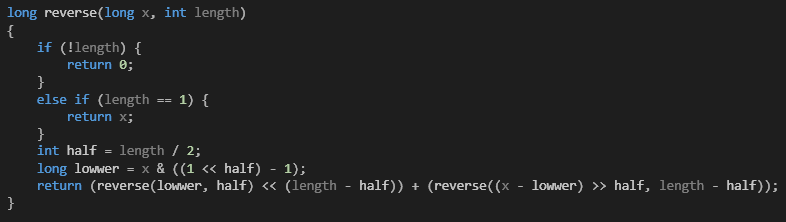 long reverse(long x, int length)
{
    if (!length) {
        return 0;
    }
    else if (length == 1) {
        return x;
    }
    int half = length / 2;
    long lowwer = x & ((1 << half) - 1);
    return (reverse(lowwer, half) << (length - half)) + (reverse((x - lowwer) >> half, length - half));
}